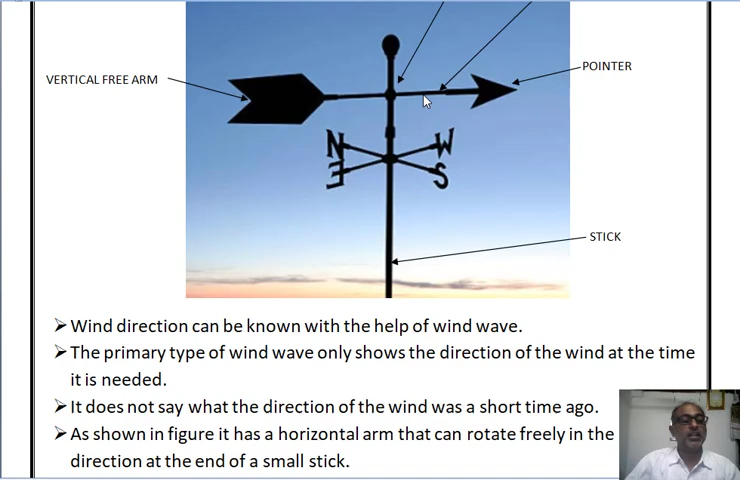 VERTICAL FREE ARM
POINTER
N
W
E
S
STICK
➢ Wind direction can be known with the help of wind wave.
➢ The primary type of wind wave only shows the direction of the wind at the time
it is needed.
➢ It does not say what the direction of the wind was a short time ago.
➢ As shown in figure it has a horizontal arm that can rotate freely in the
direction at the end of a small stick.